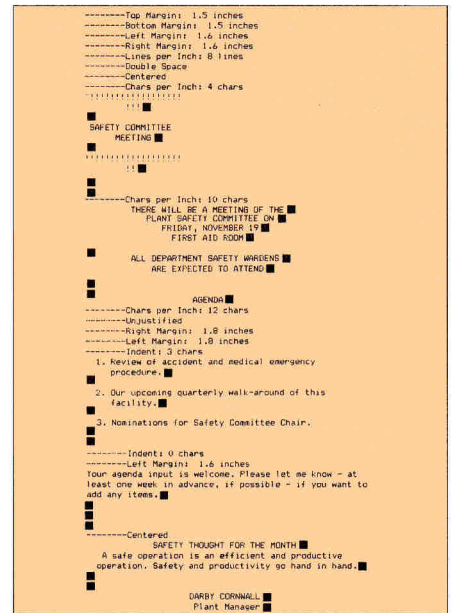 --------Top Margin: 1.5 inches
--------Bottom Margin: 1.5 inches
--------Left Margin: 1.6 inches
--------Right Margin: 1.6 inches
--------Lines per Inch: 8 lines
--------Double Space
--------Centered
--------Chars per Inch: 4 chars
!!!!!!!!!!!!!!!!!!!
!!!
SAFETY COMMITTEE
MEETING
!!!!!!!!!!!!!!!!!!!
!!
--------Chars per Inch: 10 chars
THERE WILL BE A MEETING OF THE
PLANT SAFETY COMMITTEE ON
FRIDAY, NOVEMBER 19
FIRST AID ROOM
ALL DEPARTMENT SAFETY WARDENS
ARE EXPECTED TO ATTEND
AGENDA
--------Chars per Inch: 12 chars
--------Unjustified
--------Right Margin: 1.8 inches
--------Left Margin: 1.8 inches
--------Indent: 3 chars
1. Review of accident and medical emergency
procedure.
2. Our upcoming quarterly walk-around of this
facility.
3. Nominations for Safety Committee Chair.
--------Indent: 0 chars
--------Left Margin: 1.6 inches
Your agenda input is welcome. Please let me know - at
least one week in advance, if possible - if you want to
add any items.
--------Centered
SAFETY THOUGHT FOR THE MONTH
A safe operation is an efficient and productive
operation. Safety and productivity go hand in hand.
DARBY CORNWALL
Plant Manager